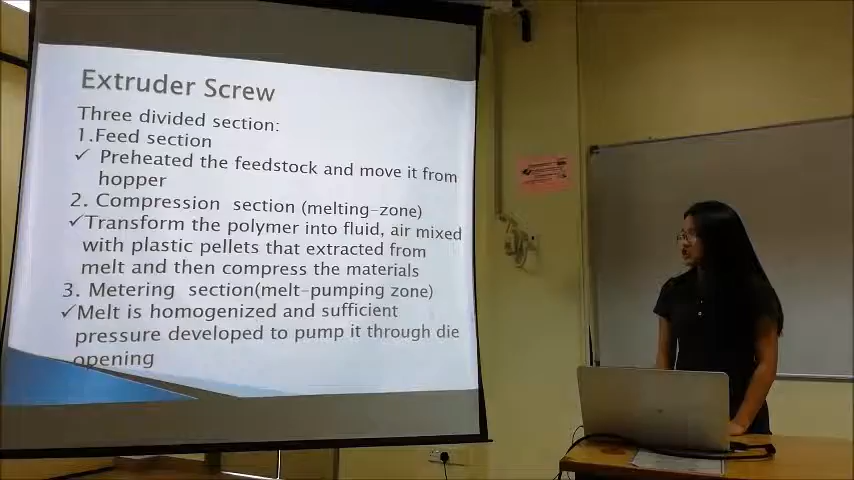 Extruder Screw
Three divided section:
1.Feed section
✓ Preheated the feedstock and move it from
hopper
2. Compression section (melting-zone)
✓Transform the polymer into fluid, air mixed
with plastic pellets that extracted from
melt and then compress the materials
3. Metering section(melt-pumping zone)
✓Melt is homogenized and sufficient
pressure developed to pump it through die
opening